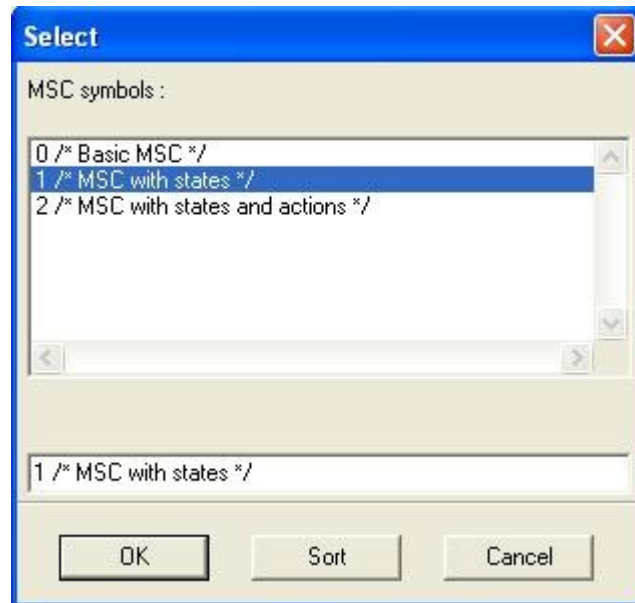 Select
MSC symbols :
0 /* Basic MSC */
1 /* MSC with states */
2 /* MSC with states and actions */
1 /* MSC with states */
OK
Sort
Cancel